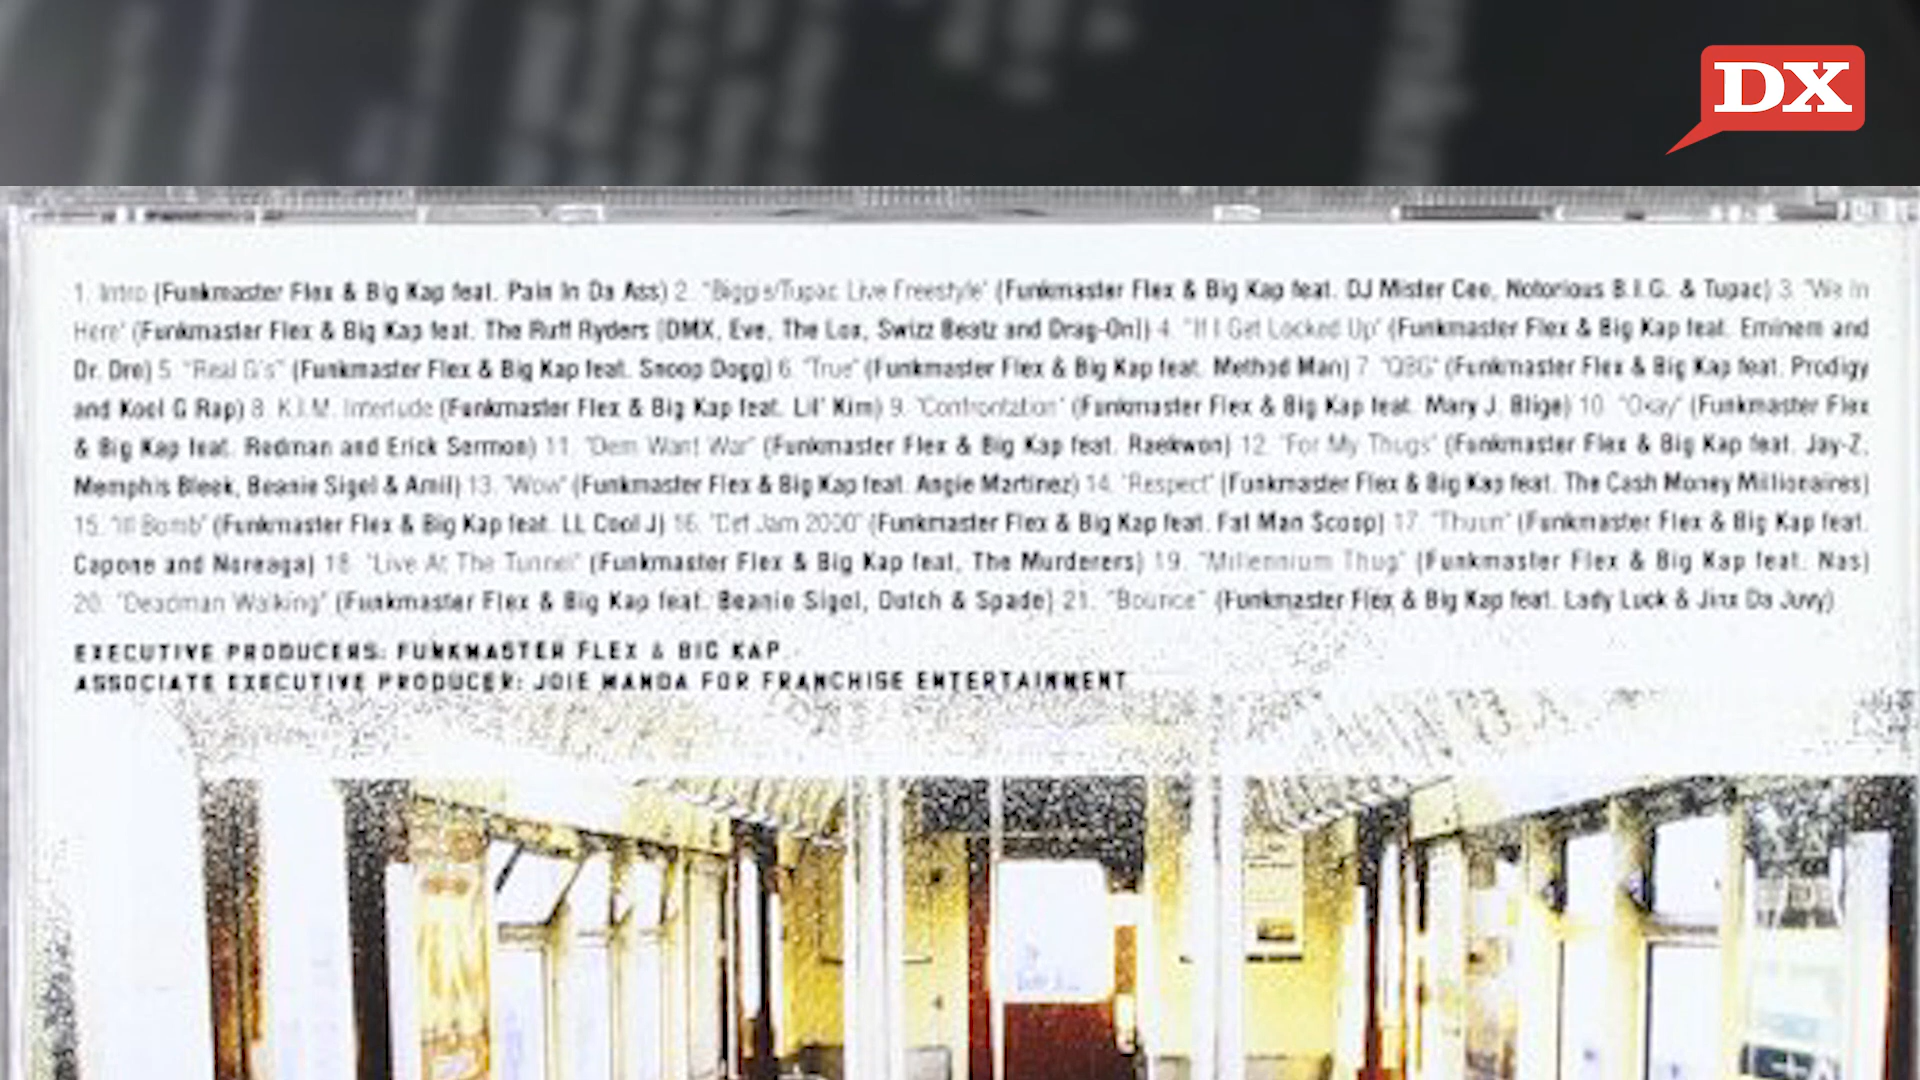 DX
1. Intro (Funkmaster Flex & Big Kap feat. Pain In Da Ass) 2. "Biggie/Tupac Live Freestyle" (Funkmaster Flex & Big Kap feat. DJ Mister Cee, Notorious B.I.G. & Tupac) 3. "We In
Here" (Funkmaster Flex & Big Kap feat. The Ruff Ryders [DMX, Eve, The Lox, Swizz Beatz and Drag-On]) 4. "If I Get Locked Up" (Funkmaster Flex & Big Kap feat. Eminem and
Dr. Dre) 5. "Real G's" (Funkmaster Flex & Big Kap feat. Snoop Dogg) 6. "True" (Funkmaster Flex & Big Kap feat. Method Man) 7. "QBG" (Funkmaster Flex & Big Kap feat. Prodigy
and Kool G Rap) 8. K.I.M. Interlude (Funkmaster Flex & Big Kap feat. Lil' Kim) 9. "Confrontation" (Funkmaster Flex & Big Kap feat. Mary J. Blige) 10. "Okay" (Funkmaster Flex
& Big Kap feat. Redman and Erick Sermon) 11. "Dem Want War" (Funkmaster Flex & Big Kap feat. Raekwon) 12. "For My Thugs" (Funkmaster Flex & Big Kap feat. Jay-Z,
Memphis Bleek, Beanie Sigel & Amil) 13. "Wow" (Funkmaster Flex & Big Kap feat. Angie Martinez) 14. "Respect" (Funkmaster Flex & Big Kap feat. The Cash Money Millionaires)
15. "Ill Bomb" (Funkmaster Flex & Big Kap feat. LL Cool J) 16. "Def Jam 2000" (Funkmaster Flex & Big Kap feat. Fat Man Scoop) 17. "Thuun" (Funkmaster Flex & Big Kap feat.
Capone and Noreaga) 18. "Live At The Tunnel" (Funkmaster Flex & Big Kap feat. The Murderers) 19. "Millennium Thug" (Funkmaster Flex & Big Kap feat. Nas)
20. "Deadman Walking" (Funkmaster Flex & Big Kap feat. Beanie Sigel, Dutch & Spade) 21. "Bounce" (Funkmaster Flex & Big Kap feat. Lady Luck & Jinx Da Juvy)
EXECUTIVE PRODUCERS: FUNKMASTER FLEX & BIG KAP
ASSOCIATE EXECUTIVE PRODUCER: JOIE MANDA FOR FRANCHISE ENTERTAINMENT